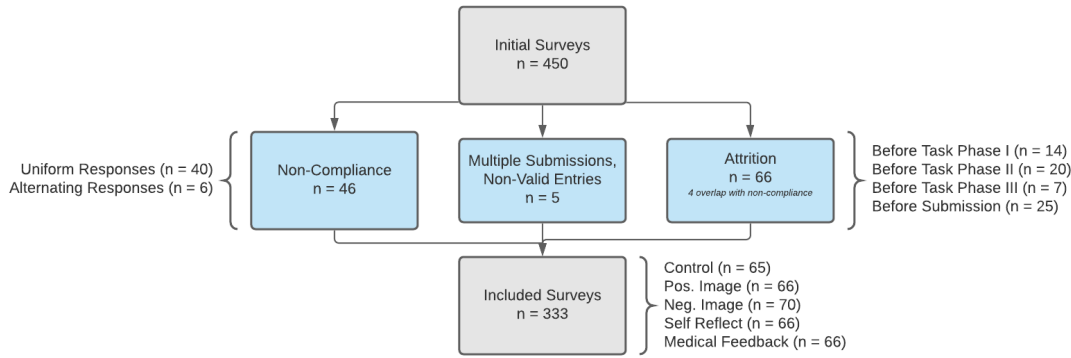 Initial Surveys
n = 450
Uniform Responses (n = 40)
Alternating Responses (n = 6)
Non-Compliance
n = 46
Multiple Submissions,
Non-Valid Entries
n = 5
Attrition
n = 66
4 overlap with non-compliance
Before Task Phase I (n = 14)
Before Task Phase II (n = 20)
Before Task Phase III (n = 7)
Before Submission (n = 25)
Included Surveys
n = 333
Control (n = 65)
Pos. Image (n = 66)
Neg. Image (n = 70)
Self Reflect (n = 66)
Medical Feedback (n = 66)